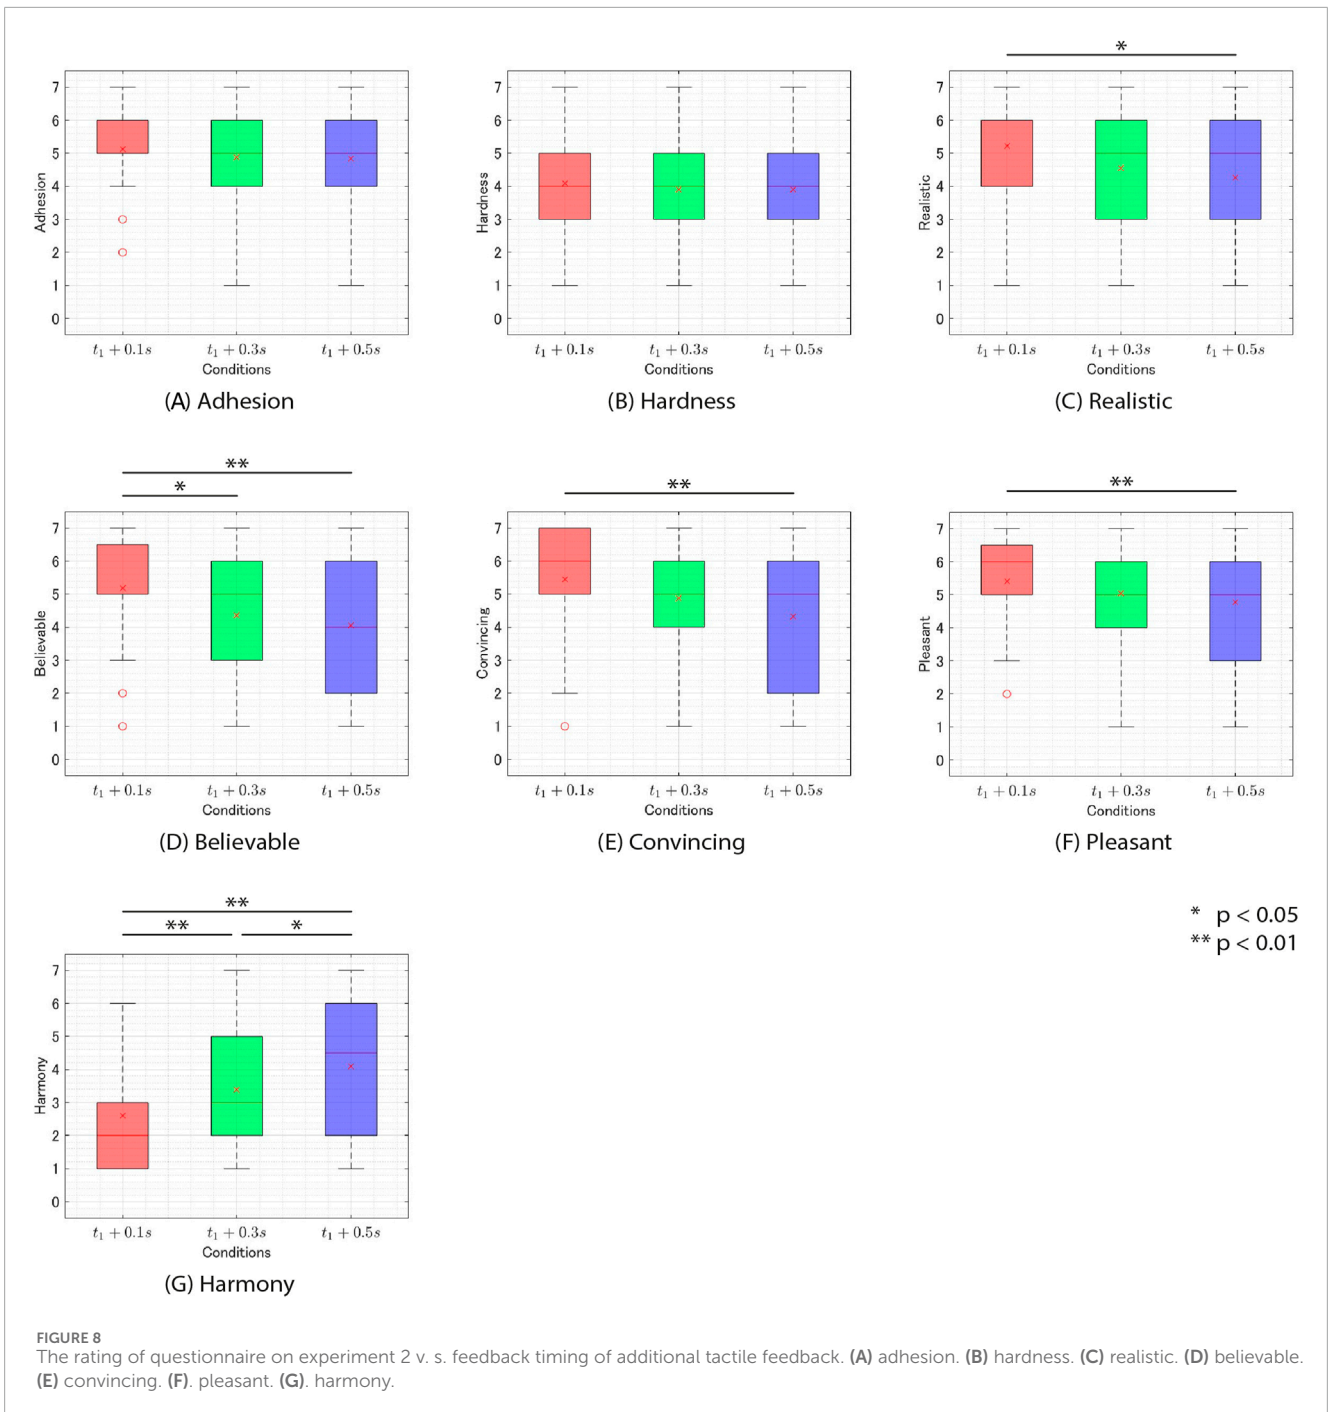 *
7
6
5
4
3
2
1
0
Adhesion
t₁ + 0.1s
t₁ + 0.3s
t₁ + 0.5s
Conditions
(A) Adhesion
7
6
5
4
3
2
1
0
Hardness
t₁ + 0.1s
t₁ + 0.3s
t₁ + 0.5s
Conditions
(B) Hardness
7
6
5
4
3
2
1
0
Realistic
t₁ + 0.1s
t₁ + 0.3s
t₁ + 0.5s
Conditions
(C) Realistic
**
*
7
6
5
4
3
2
1
0
Believable
t₁ + 0.1s
t₁ + 0.3s
t₁ + 0.5s
Conditions
(D) Believable
**
7
6
5
4
3
2
1
0
Convincing
t₁ + 0.1s
t₁ + 0.3s
t₁ + 0.5s
Conditions
(E) Convincing
**
7
6
5
4
3
2
1
0
Pleasant
t₁ + 0.1s
t₁ + 0.3s
t₁ + 0.5s
Conditions
(F) Pleasant
**
** *
7
6
5
4
3
2
1
0
Harmony
t₁ + 0.1s
t₁ + 0.3s
t₁ + 0.5s
Conditions
(G) Harmony
* p < 0.05
** p < 0.01
FIGURE 8
The rating of questionnaire on experiment 2 v. s. feedback timing of additional tactile feedback. (A) adhesion. (B) hardness. (C) realistic. (D) believable.
(E) convincing. (F). pleasant. (G). harmony.